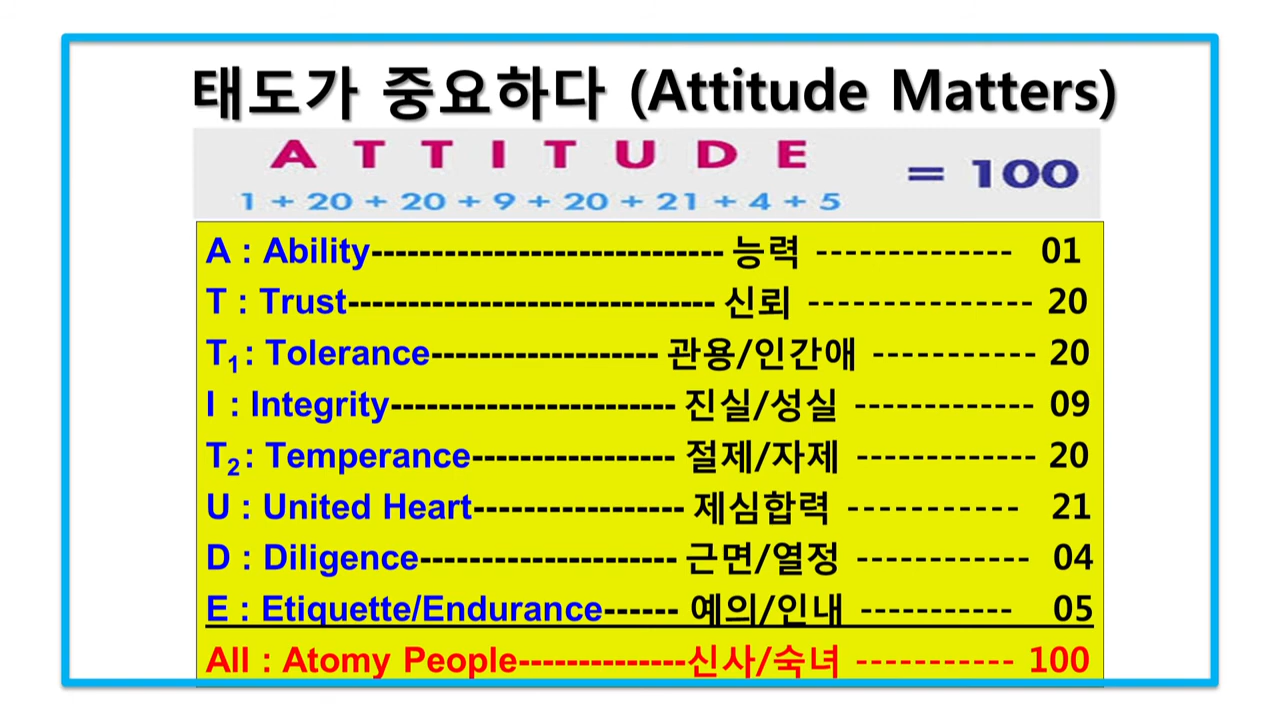 태도가 중요하다 (Attitude Matters)
A T T I T U D E = 100
1 + 20 + 20 + 9 + 20 + 21 + 4 + 5
A : Ability----------------------------- 능력 -------------- 01
T : Trust------------------------------- 신뢰 --------------- 20
T1 : Tolerance------------------- 관용/인간애 ----------- 20
I : Integrity------------------------ 진실/성실 ------------- 09
T2 : Temperance----------------- 절제/자제 ------------- 20
U : United Heart------------------ 제심합력 ----------- 21
D : Diligence---------------------- 근면/열정 ------------ 04
E : Etiquette/Endurance------ 예의/인내 ----------- 05
All : Atomy People--------------신사/숙녀 ----------- 100